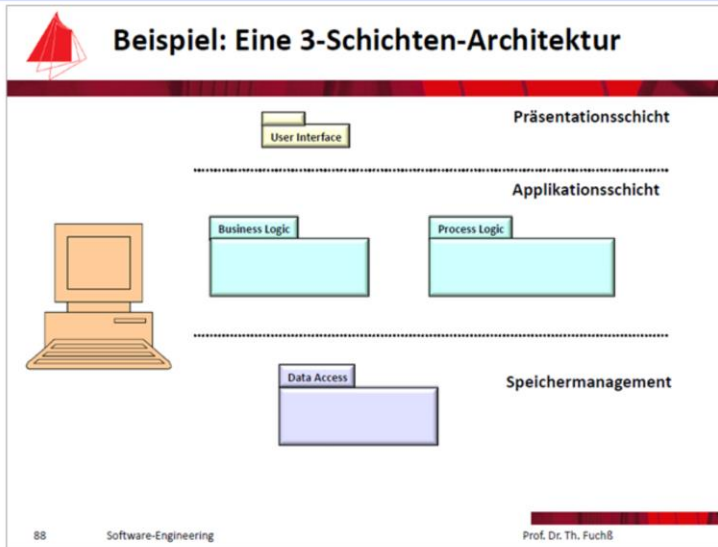 Beispiel: Eine 3-Schichten-Architektur
Präsentationsschicht
User Interface
Applikationsschicht
Business Logic
Process Logic
Data Access
Speichermanagement
88
Software-Engineering
Prof. Dr. Th. Fuchß